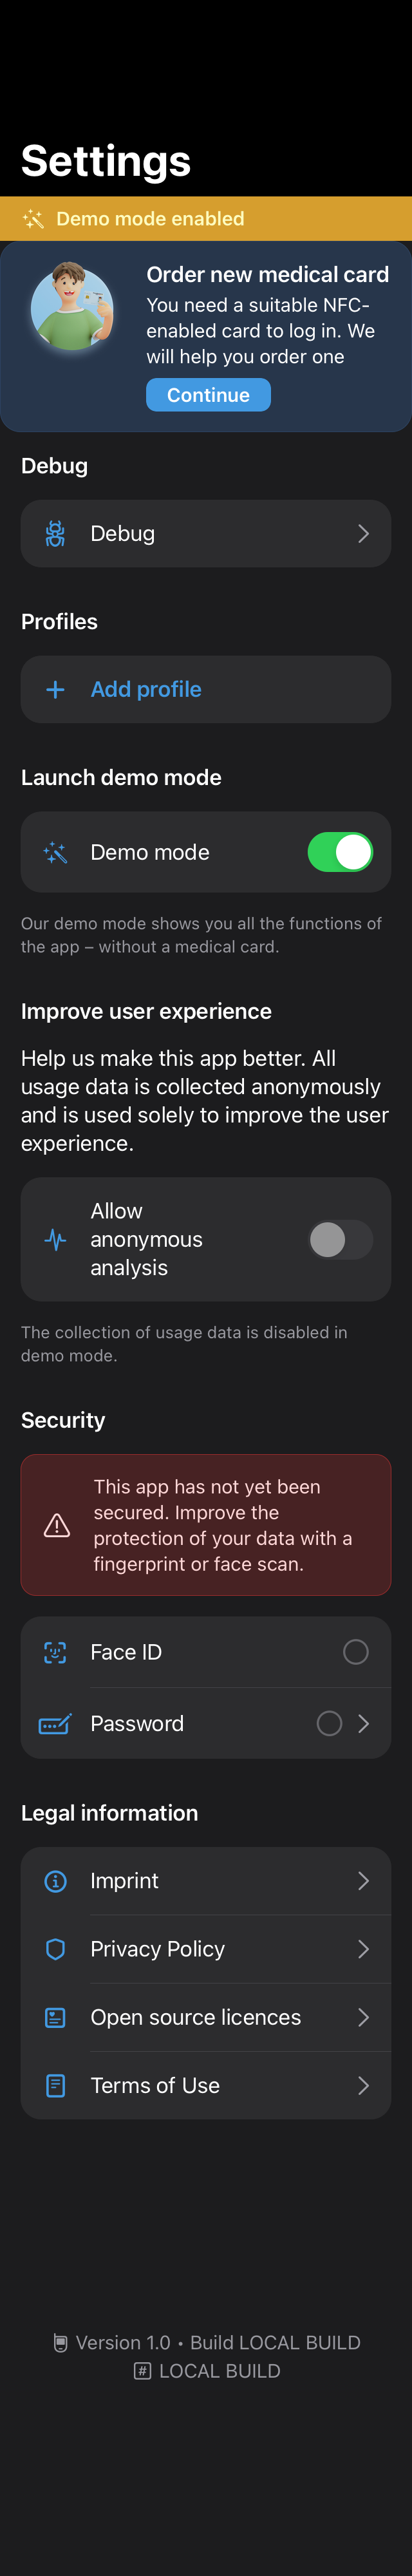 Settings
Demo mode enabled
Order new medical card
You need a suitable NFC-
enabled card to log in. We
will help you order one
Continue
Debug
Debug
Profiles
Add profile
Launch demo mode
Demo mode
Our demo mode shows you all the functions of
the app – without a medical card.
Improve user experience
Help us make this app better. All
usage data is collected anonymously
and is used solely to improve the user
experience.
Allow
anonymous
analysis
The collection of usage data is disabled in
demo mode.
Security
This app has not yet been
secured. Improve the
protection of your data with a
fingerprint or face scan.
Face ID
Password
Legal information
Imprint
Privacy Policy
Open source licences
Terms of Use
Version 1.0 • Build LOCAL BUILD
# LOCAL BUILD